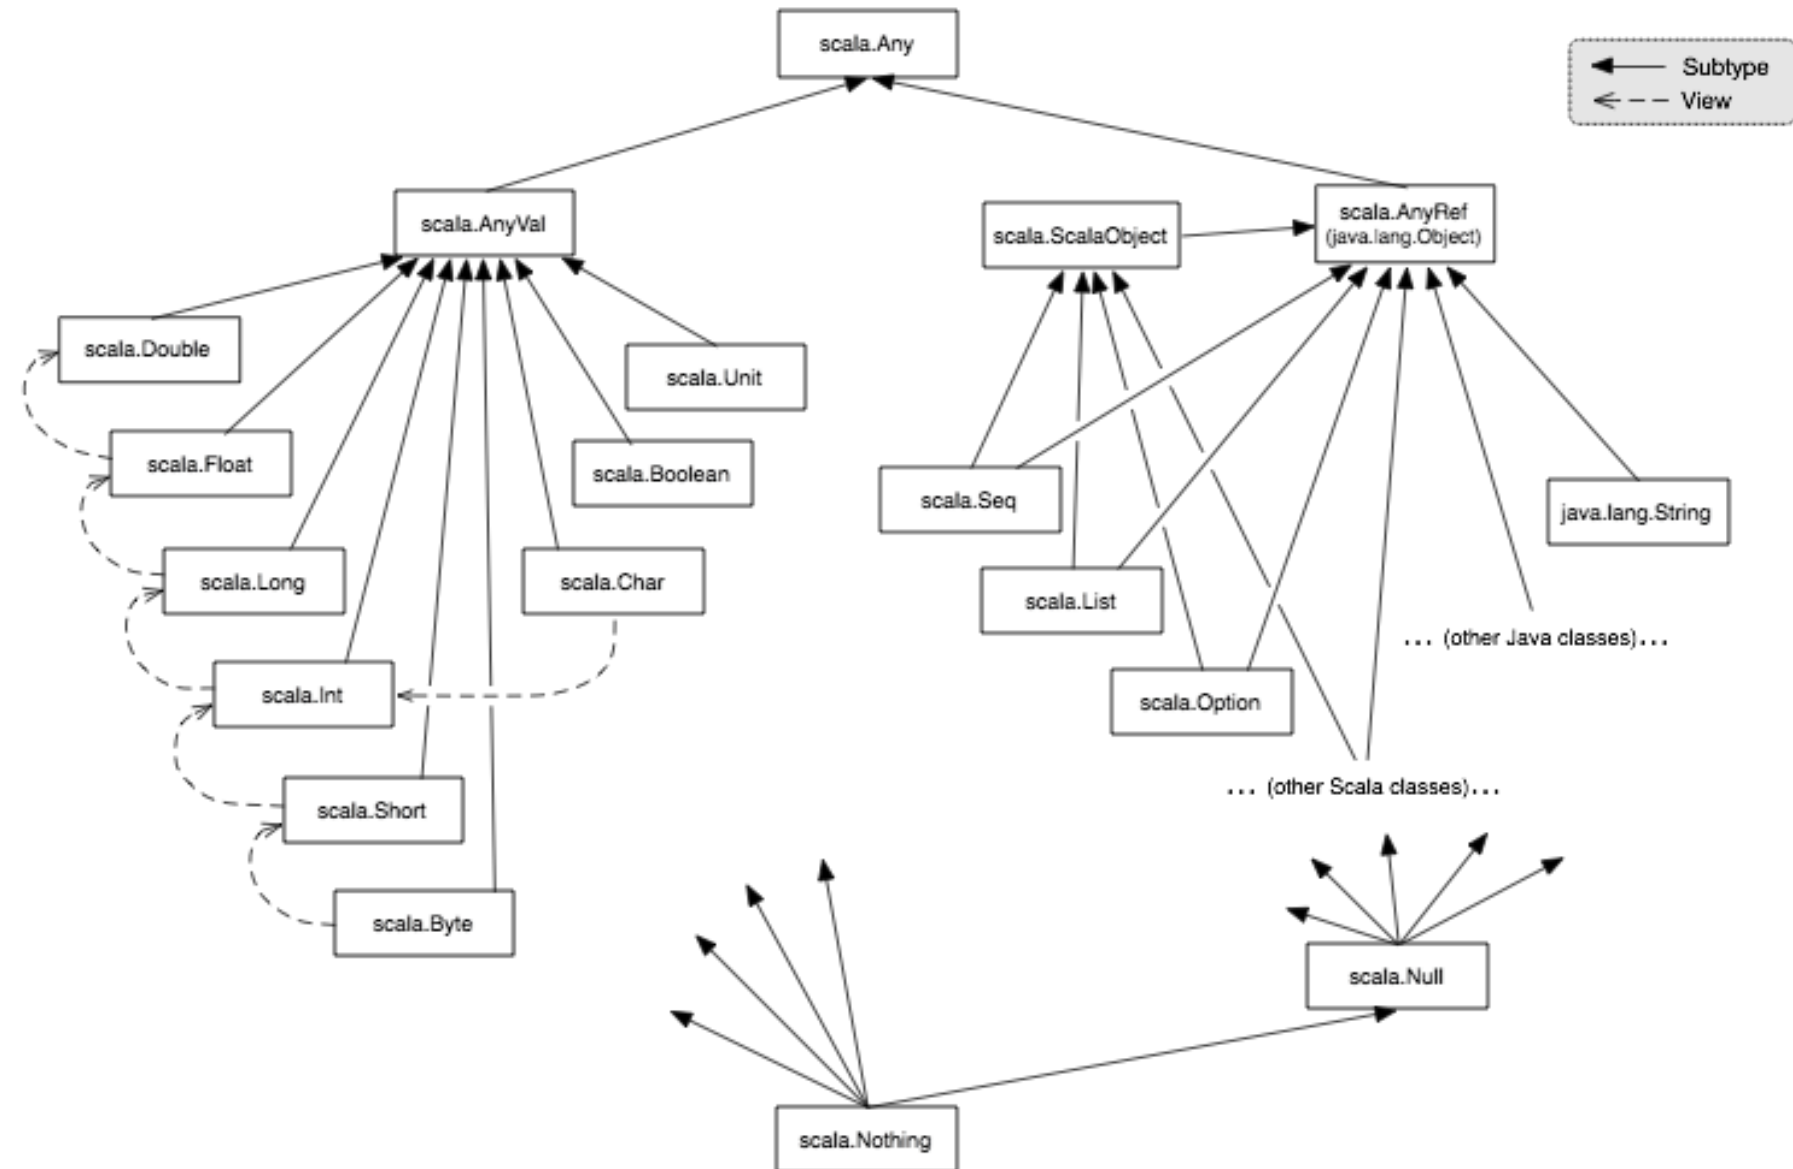 scala.Any
Subtype
View
scala.AnyVal
scala.ScalaObject
scala.AnyRef
(java.lang.Object)
scala.Double
scala.Unit
scala.Float
scala.Boolean
scala.Seq
java.lang.String
scala.Long
scala.Char
scala.List
... (other Java classes)...
scala.Int
scala.Option
... (other Scala classes)...
scala.Short
scala.Byte
scala.Null
scala.Nothing